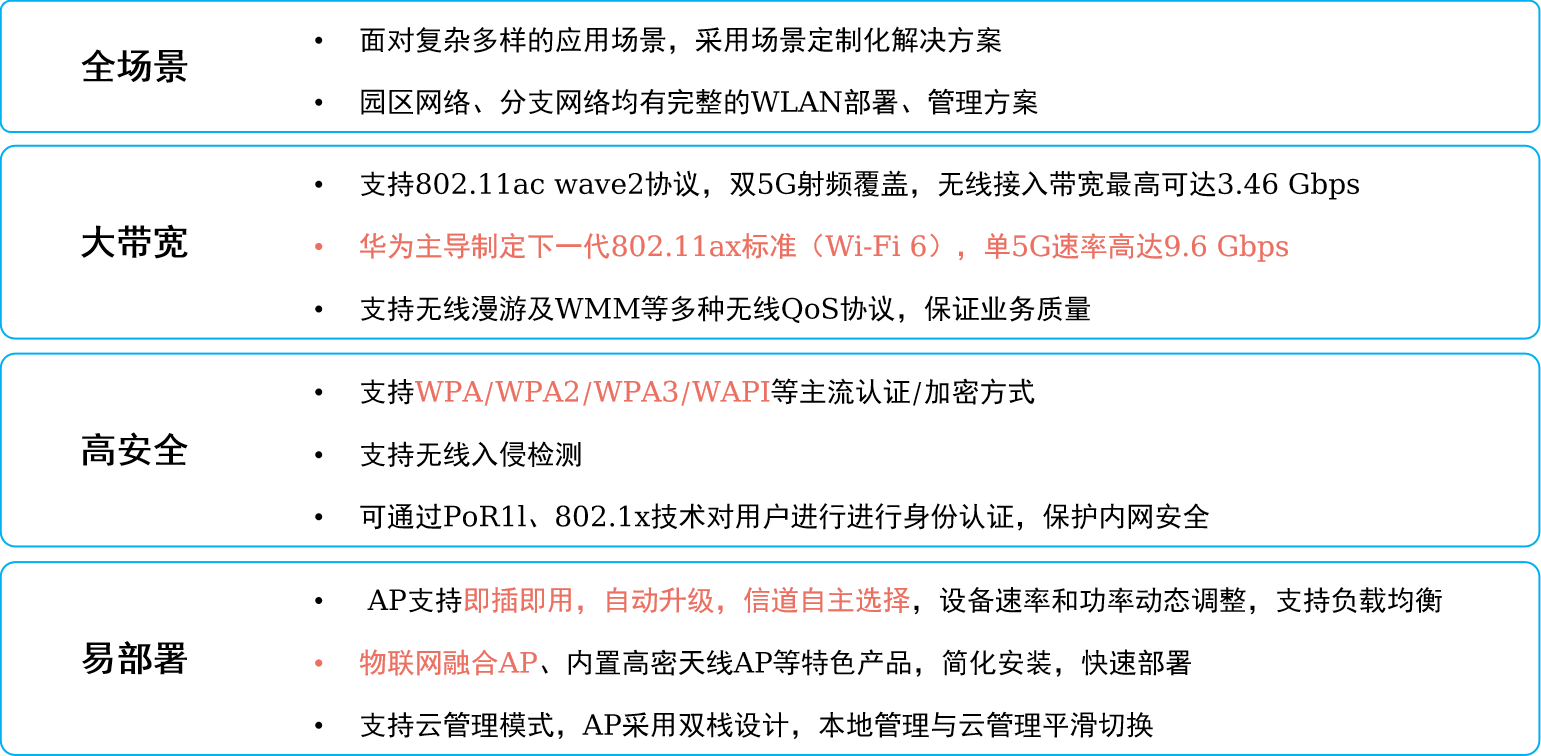 全场景
• 面对复杂多样的应用场景，采用场景定制化解决方案
• 园区网络、分支网络均有完整的WLAN部署、管理方案
大带宽
• 支持802.11ac wave2协议，双5G射频覆盖，无线接入带宽最高可达3.46 Gbps
• 华为主导制定下一代802.11ax标准（Wi-Fi 6），单5G速率高达9.6 Gbps
• 支持无线漫游及WMM等多种无线QoS协议，保证业务质量
高安全
• 支持WPA/WPA2/WPA3/WAPI等主流认证/加密方式
• 支持无线入侵检测
• 可通过PoR1l、802.1x技术对用户进行进行身份认证，保护内网安全
易部署
• AP支持即插即用，自动升级，信道自主选择，设备速率和功率动态调整，支持负载均衡
• 物联网融合AP、内置高密天线AP等特色产品，简化安装，快速部署
• 支持云管理模式，AP采用双栈设计，本地管理与云管理平滑切换